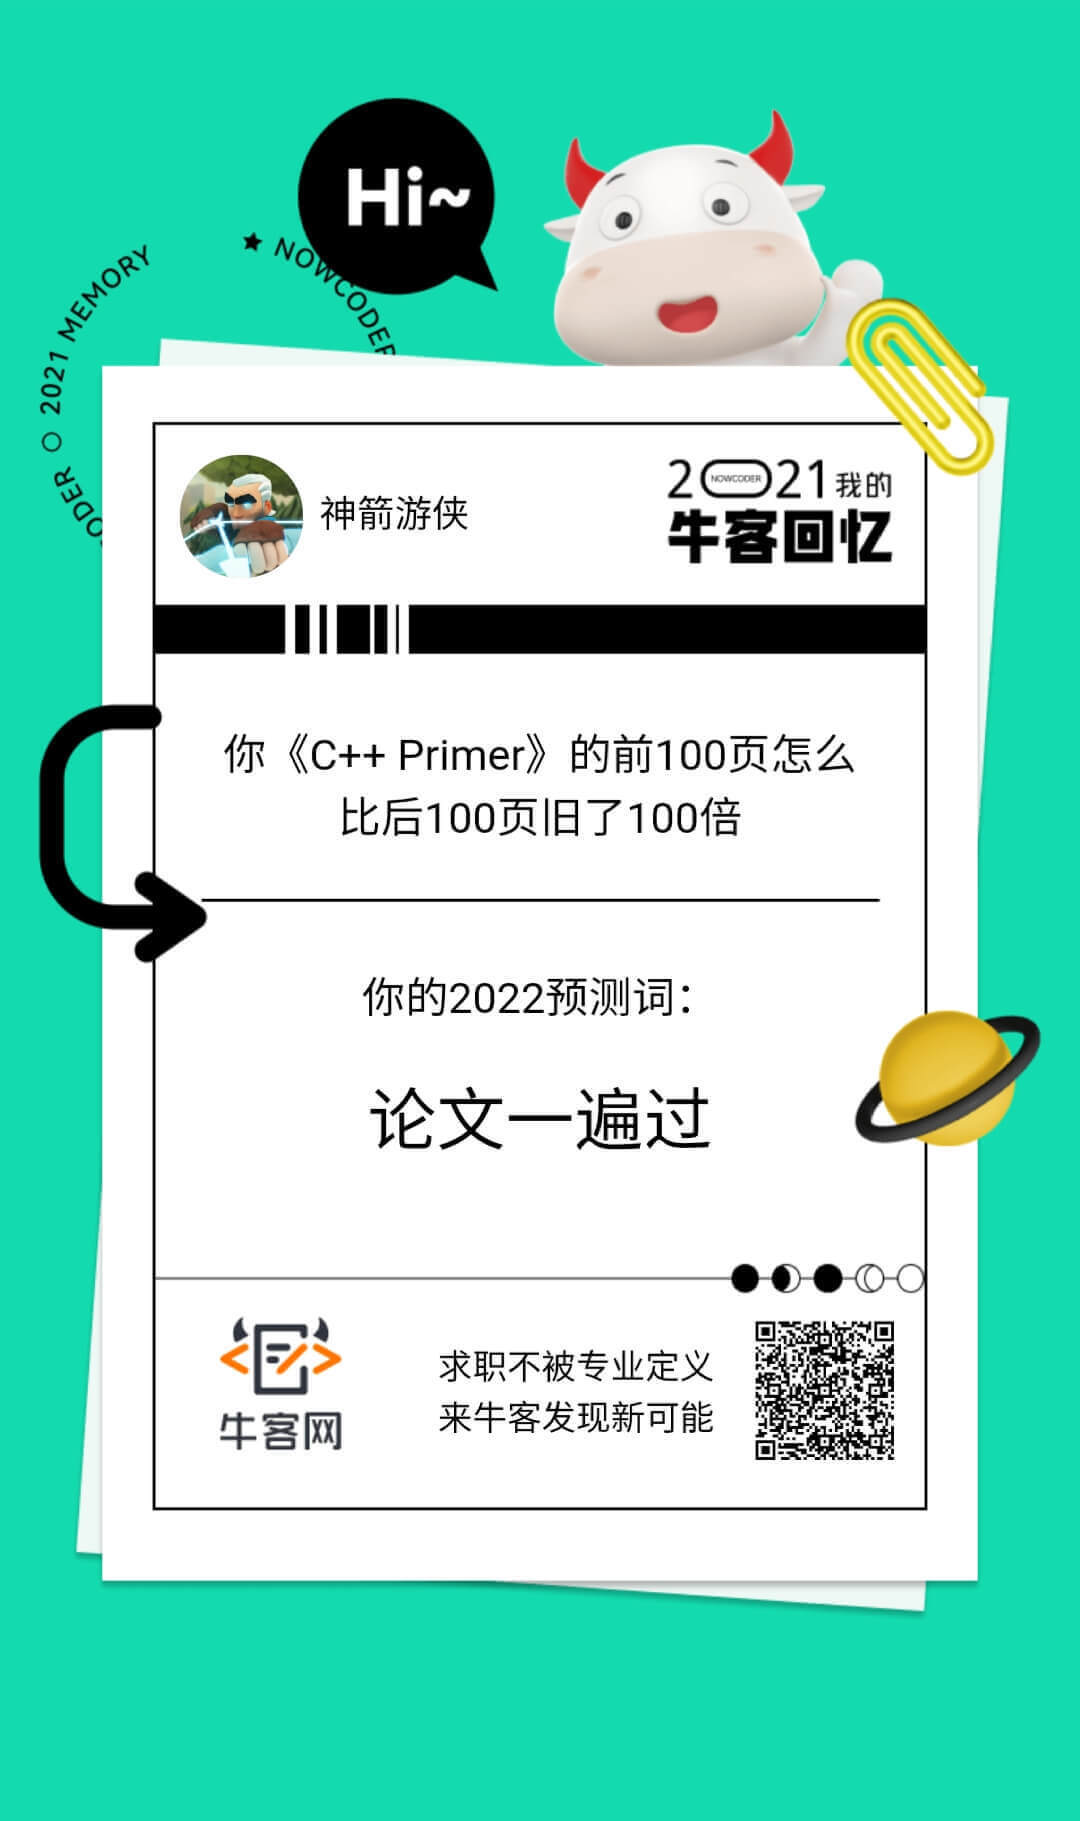 Hi~
★ NOWCODER
ODER ○ 2021 MEMORY
神箭游侠
2021我的
NOWCODER
牛客回忆
你《C++ Primer》的前100页怎么
比后100页旧了100倍
你的2022预测词：
论文一遍过
求职不被专业定义
来牛客发现新可能
牛客网